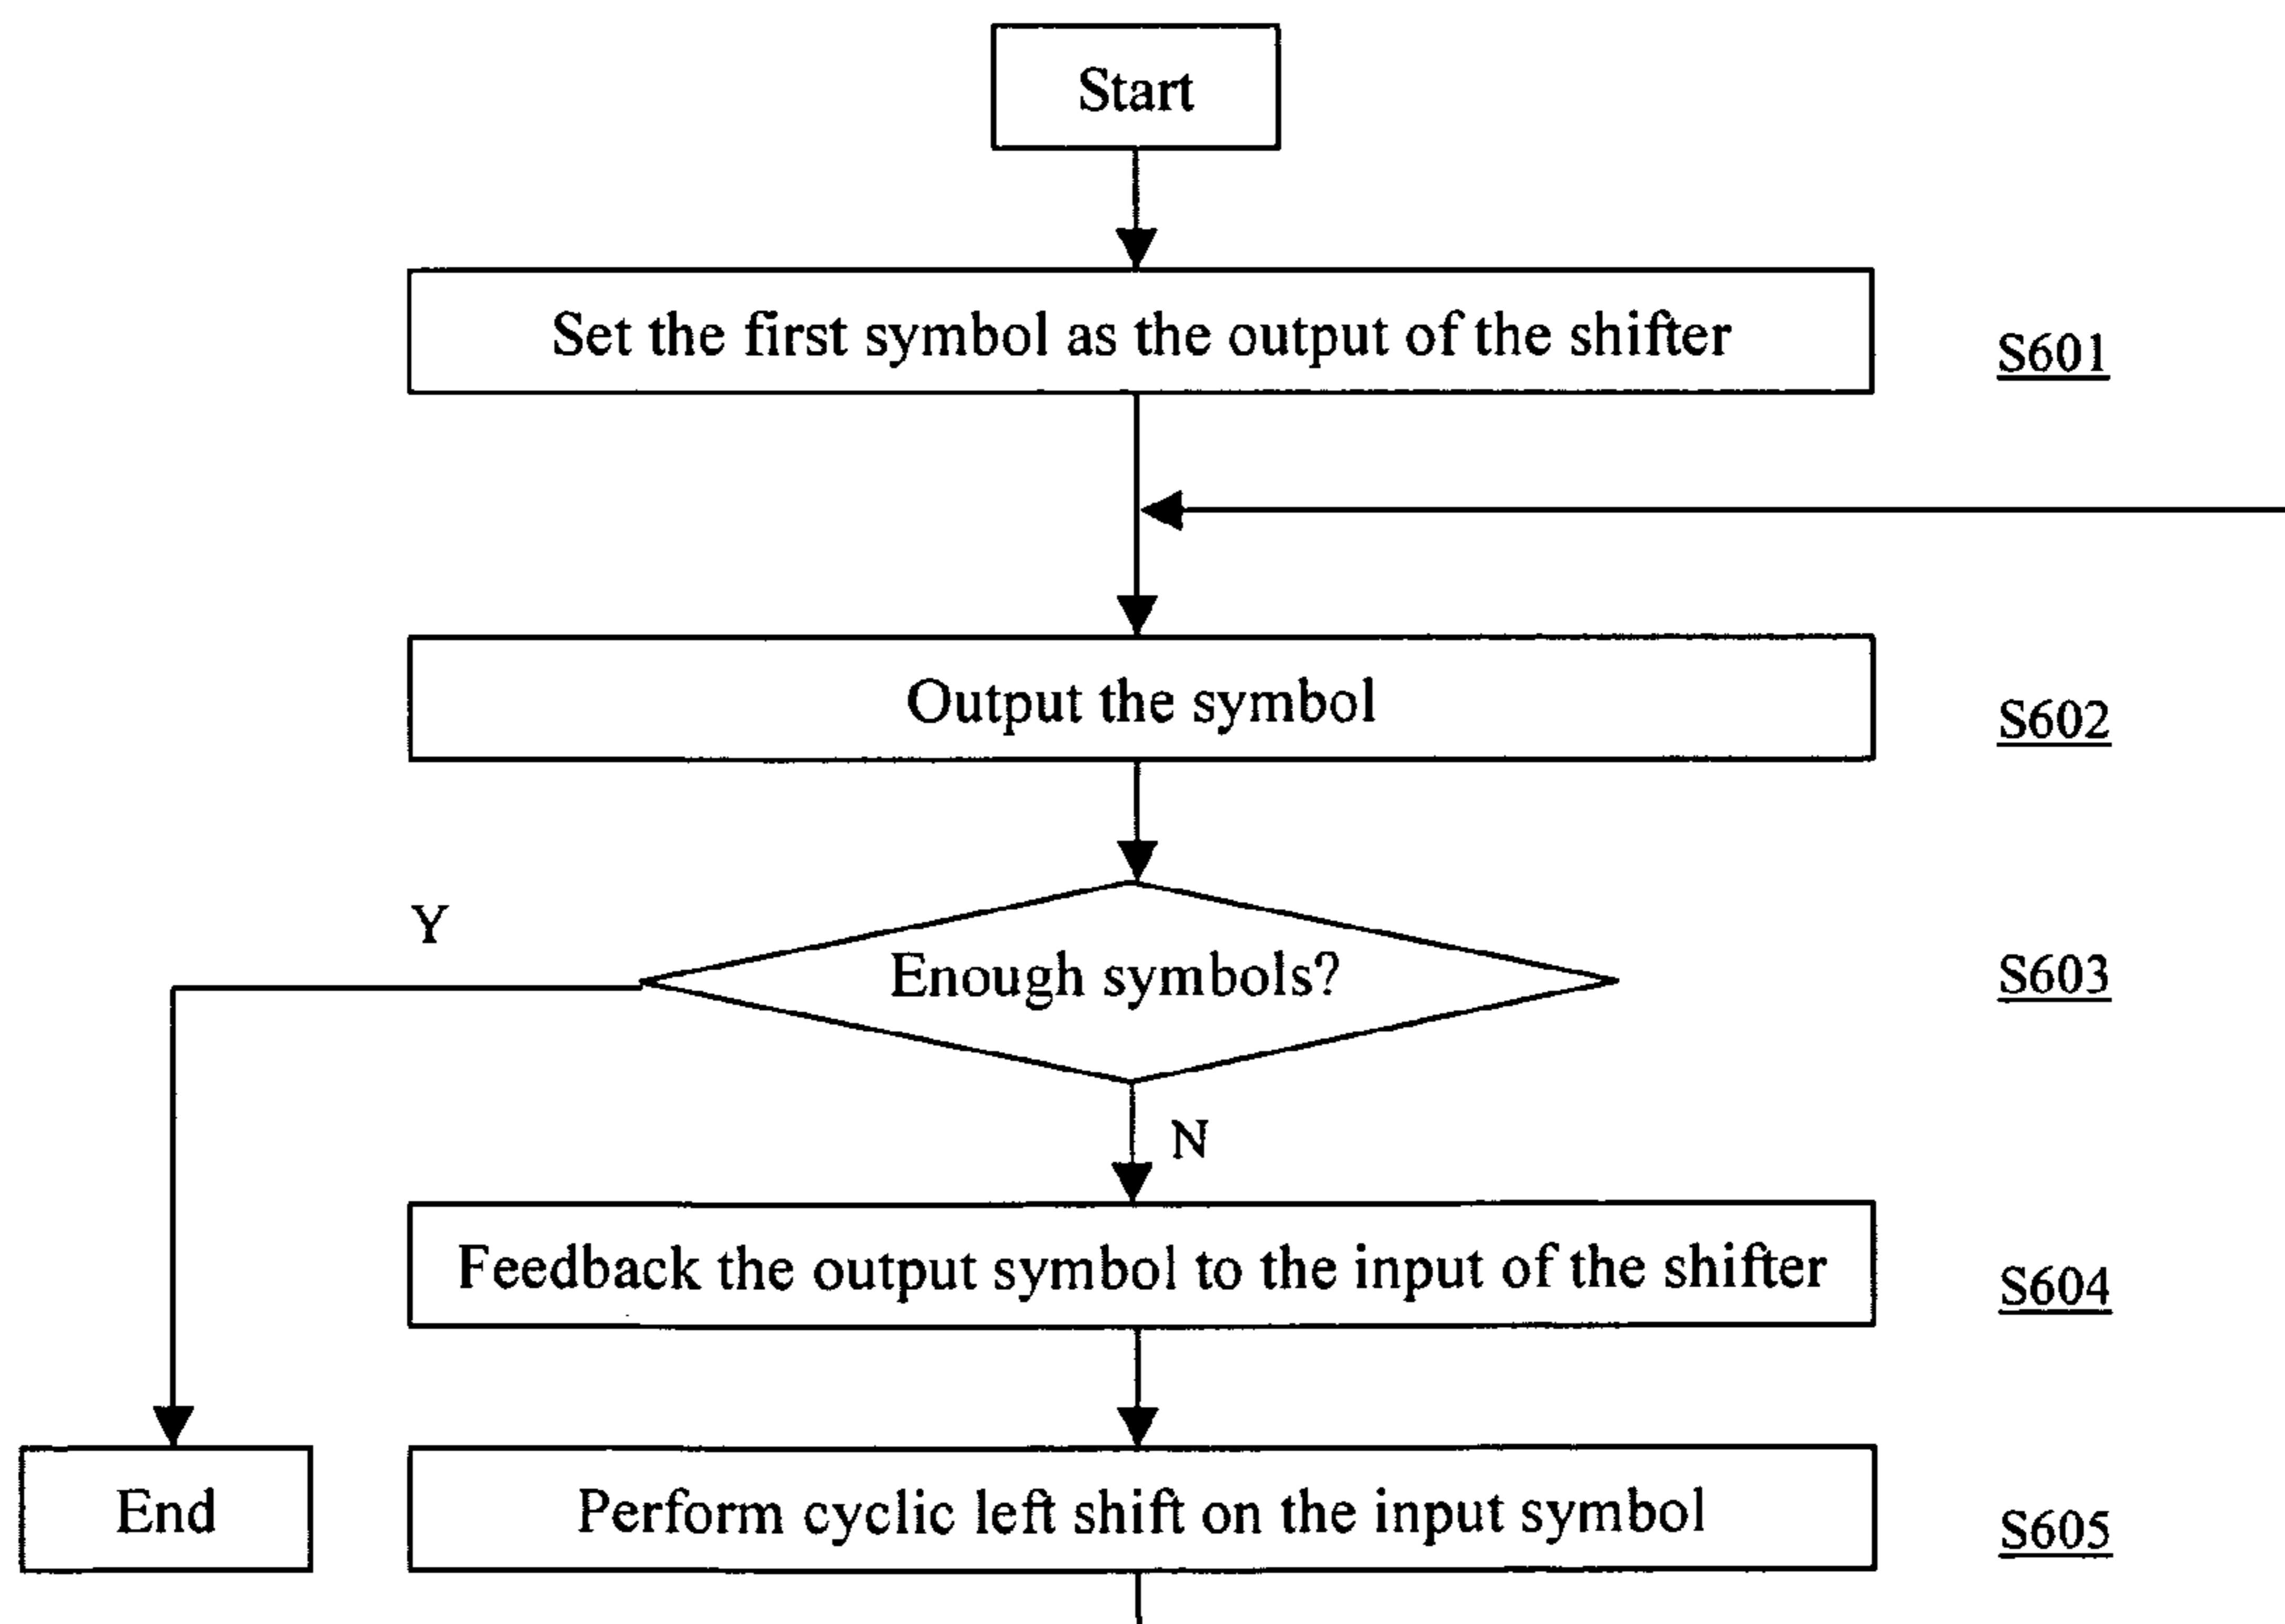 Start
Set the first symbol as the output of the shifter
S601
Output the symbol
S602
Y
Enough symbols?
S603
N
Feedback the output symbol to the input of the shifter
S604
End
Perform cyclic left shift on the input symbol
S605